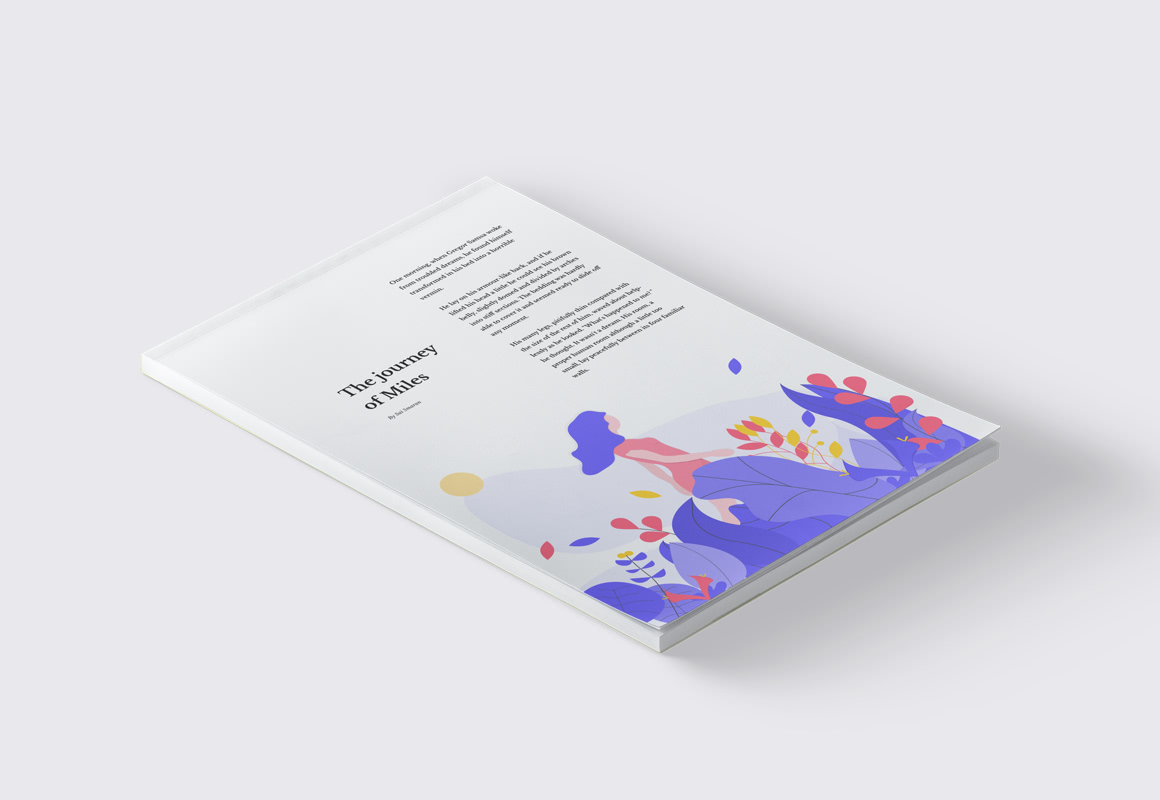 The journey
of Miles
One morning, when Gregor Samsa woke
from troubled dreams, he found himself
transformed in his bed into a horrible
vermin.
He lay on his armour-like back, and if he
lifted his head a little he could see his brown
belly, slightly domed and divided by arches
into stiff sections. The bedding was hardly
able to cover it and seemed ready to slide off
any moment.
His many legs, pitifully thin compared with
the size of the rest of him, waved about help-
lessly as he looked. "What's happened to me?"
he thought. It wasn't a dream. His room, a
proper human room although a little too
small, lay peacefully between its four familiar
walls.